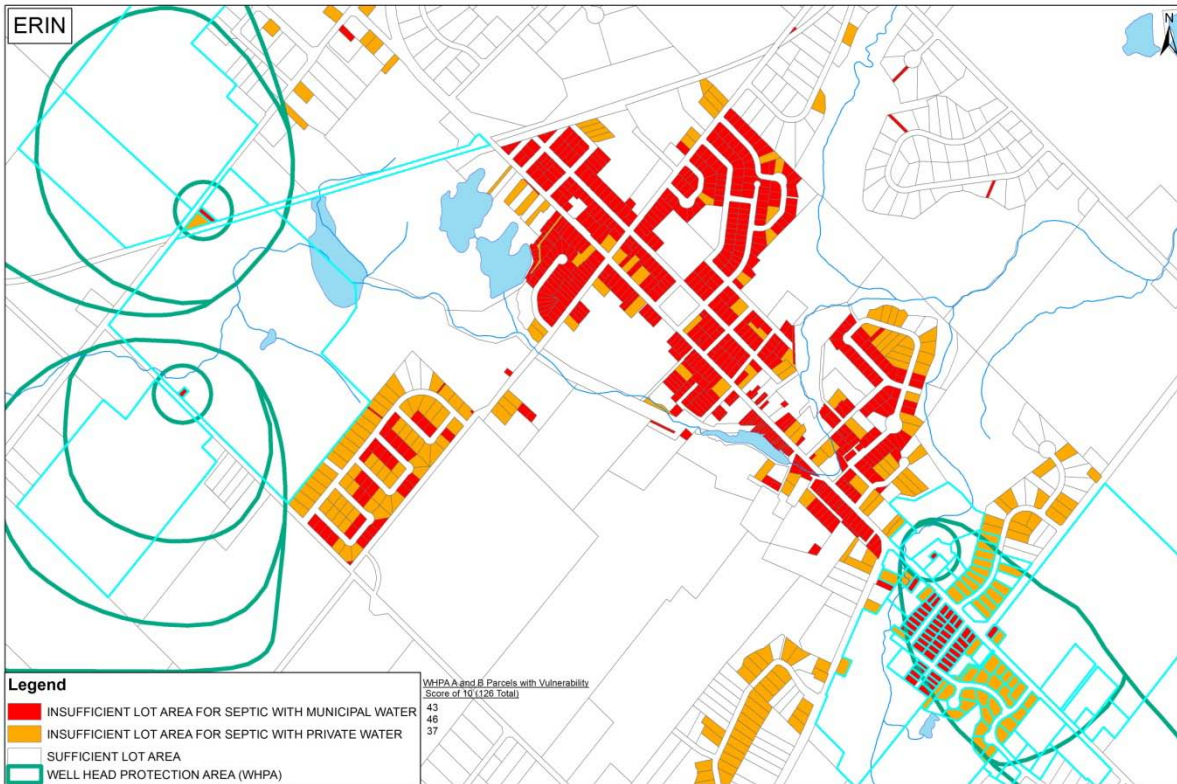 ERIN
N
Legend
WHPA A and B Parcels with Vulnerability
Score of 10 (126 Total)
INSUFFICIENT LOT AREA FOR SEPTIC WITH MUNICIPAL WATER 43
INSUFFICIENT LOT AREA FOR SEPTIC WITH PRIVATE WATER 46
SUFFICIENT LOT AREA 37
WELL HEAD PROTECTION AREA (WHPA)